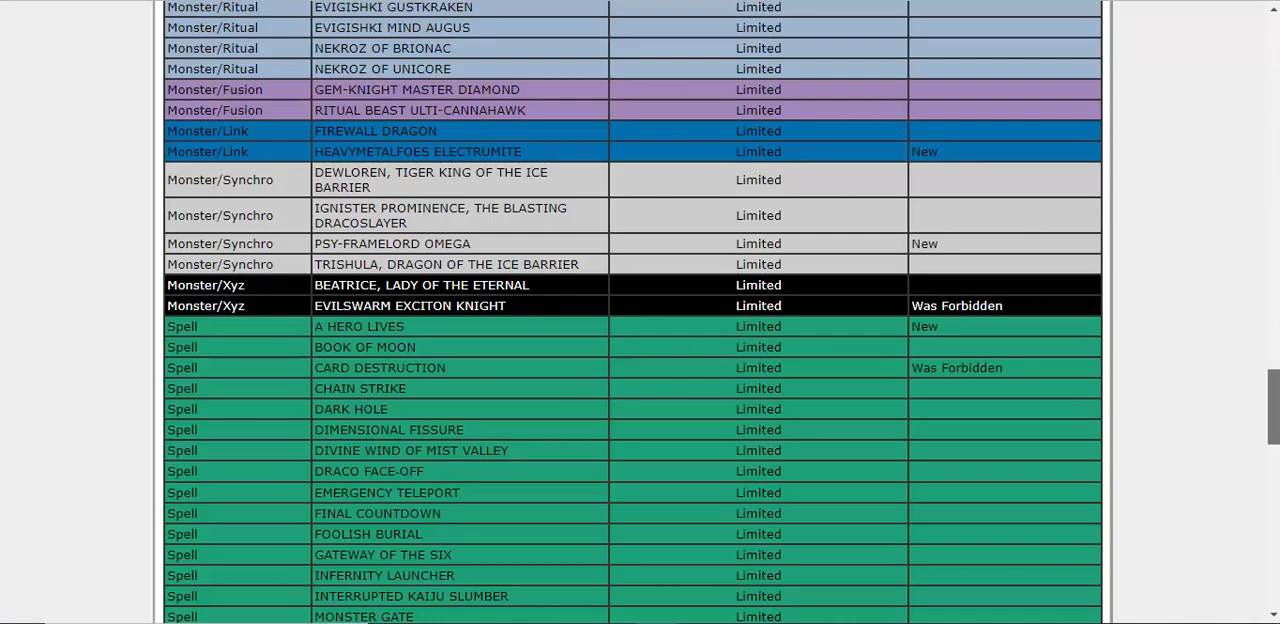 Monster/Ritual EVIGISHKI GUSTKRAKEN Limited
Monster/Ritual EVIGISHKI MIND AUGUS Limited
Monster/Ritual NEKROZ OF BRIONAC Limited
Monster/Ritual NEKROZ OF UNICORE Limited
Monster/Fusion GEM-KNIGHT MASTER DIAMOND Limited
Monster/Fusion RITUAL BEAST ULTI-CANNAHAWK Limited
Monster/Link FIREWALL DRAGON Limited
Monster/Link HEAVYMETALFOES ELECTRUMITE Limited New
Monster/Synchro DEWLOREN, TIGER KING OF THE ICE
BARRIER Limited
Monster/Synchro IGNISTER PROMINENCE, THE BLASTING
DRACOSLAYER Limited
Monster/Synchro PSY-FRAMELORD OMEGA Limited New
Monster/Synchro TRISHULA, DRAGON OF THE ICE BARRIER Limited
Monster/Xyz BEATRICE, LADY OF THE ETERNAL Limited
Monster/Xyz EVILSWARM EXCITON KNIGHT Limited Was Forbidden
Spell A HERO LIVES Limited New
Spell BOOK OF MOON Limited
Spell CARD DESTRUCTION Limited Was Forbidden
Spell CHAIN STRIKE Limited
Spell DARK HOLE Limited
Spell DIMENSIONAL FISSURE Limited
Spell DIVINE WIND OF MIST VALLEY Limited
Spell DRACO FACE-OFF Limited
Spell EMERGENCY TELEPORT Limited
Spell FINAL COUNTDOWN Limited
Spell FOOLISH BURIAL Limited
Spell GATEWAY OF THE SIX Limited
Spell INFERNITY LAUNCHER Limited
Spell INTERRUPTED KAIJU SLUMBER Limited
Spell MONSTER GATE Limited